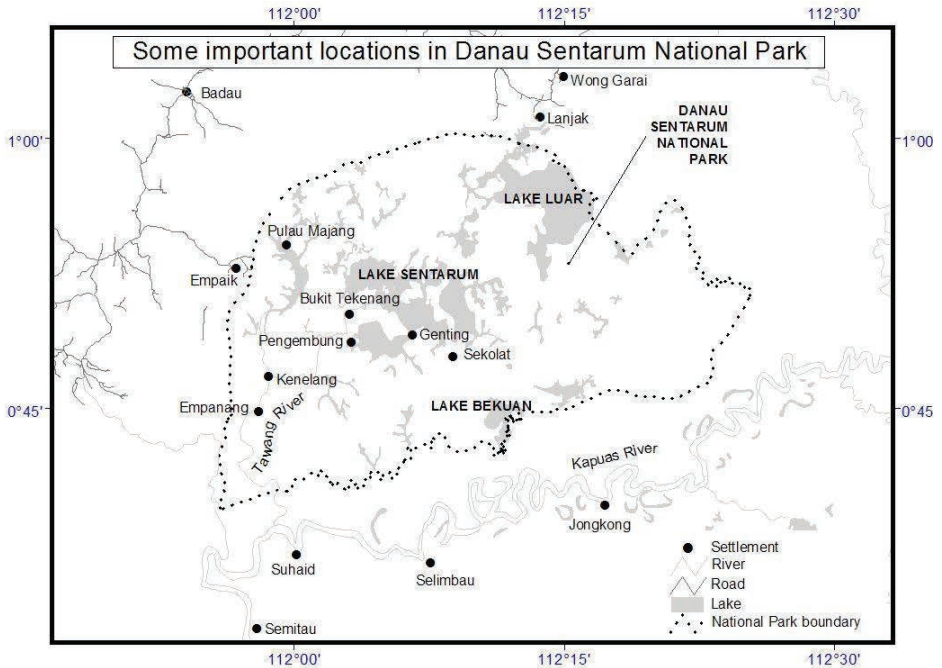 112°00' 112°15' 112°30'
Some important locations in Danau Sentarum National Park
Badau
Wong Garai
Lanjak
DANAU
SENTARUM
NATIONAL
PARK
1°00' 1°00'
LAKE LUAR
Pulau Majang
Empaik
LAKE SENTARUM
Bukit Tekenang
Pengembung
Genting
Sekolat
Kenelang
Empanang
LAKE BEKUAN
0°45' 0°45'
Tawang River
Kapuas River
Jongkong
Suhaid
Selimbau
Semitau
Settlement
River
Road
Lake
National Park boundary
112°00' 112°15' 112°30'